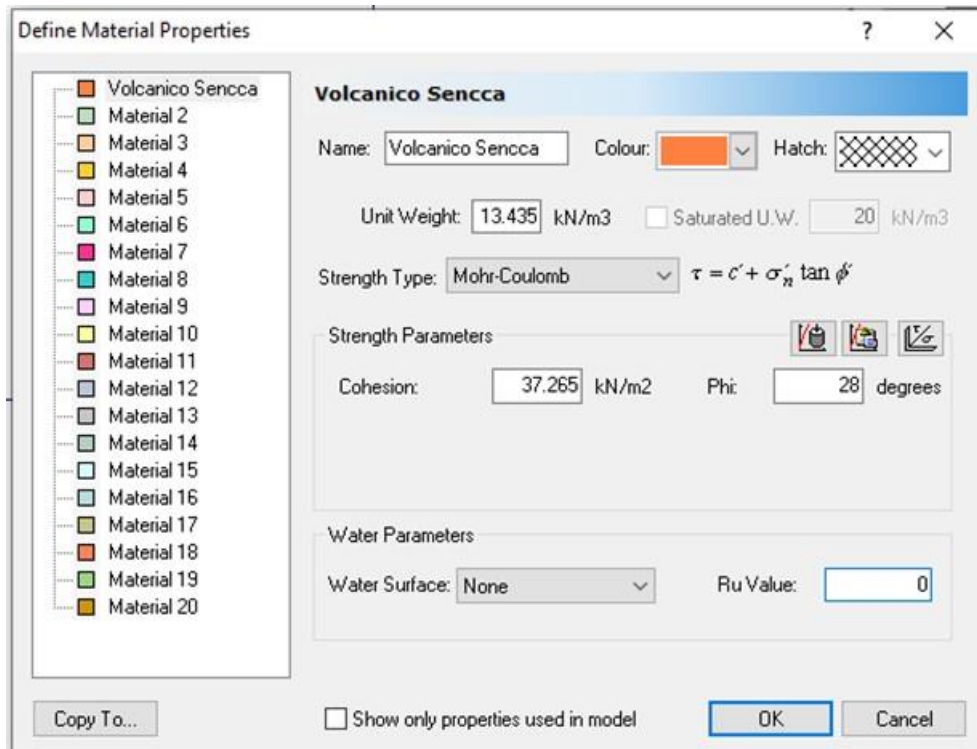 Define Material Properties
? X
Volcanico Sencca
Material 2
Material 3
Material 4
Material 5
Material 6
Material 7
Material 8
Material 9
Material 10
Material 11
Material 12
Material 13
Material 14
Material 15
Material 16
Material 17
Material 18
Material 19
Material 20
Volcanico Sencca
Name: Volcanico Sencca Colour: Hatch:
Unit Weight: 13.435 kN/m3 Saturated U.W. 20 kN/m3
Strength Type: Mohr-Coulomb τ = c′ + σ′n tan ϕ′
Strength Parameters
τ/σ
Cohesion: 37.265 kN/m2 Phi: 28 degrees
Water Parameters
Water Surface: None Ru Value: 0
Copy To... Show only properties used in model OK Cancel